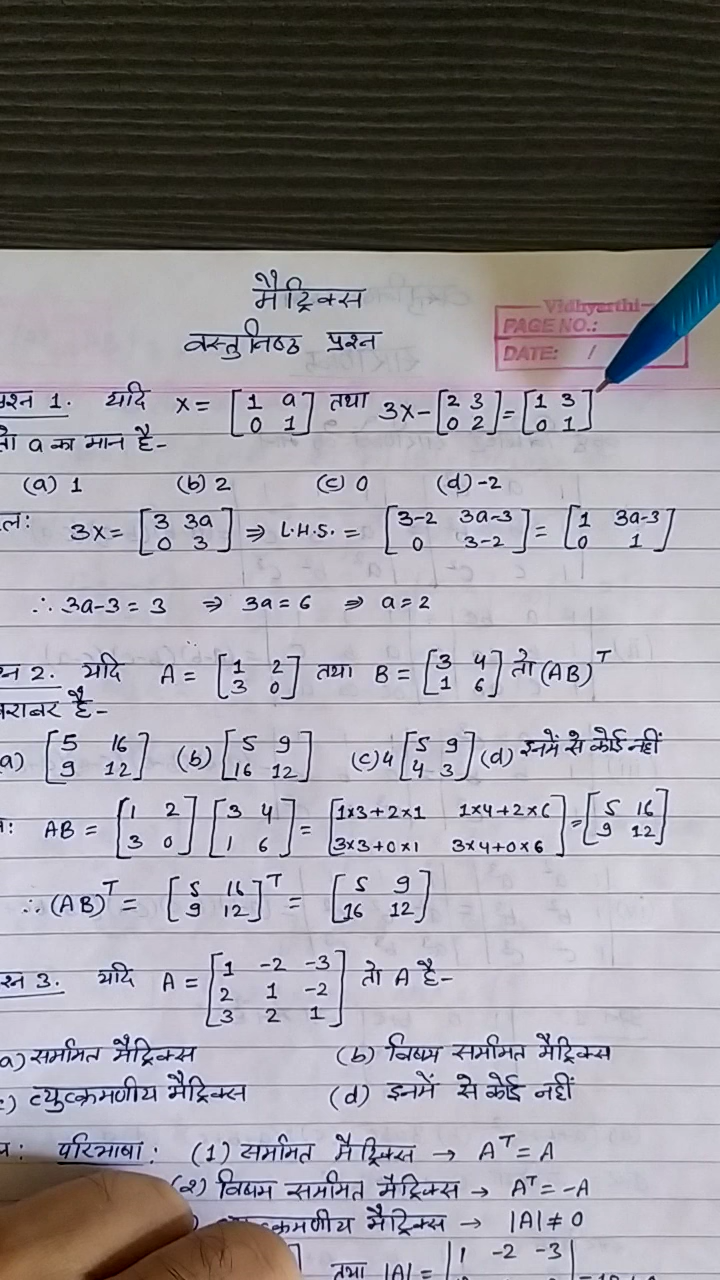 मैट्रिक्स
वस्तुनिष्ठ प्रश्न
Vidhyarthi
PAGE NO.:
DATE: /
प्रश्न 1. यदि x = [1 a; 0 1] तथा 3x - [2 3; 0 2] = [1 3; 0 1]
तो a का मान है-
(a) 1 (b) 2 (c) 0 (d) -2
हल: 3x = [3 3a; 0 3] ⇒ L.H.S. = [3-2 3a-3; 0 3-2] = [1 3a-3; 0 1]
∴ 3a-3 = 3 ⇒ 3a = 6 ⇒ a = 2
प्रश्न 2. यदि A = [1 2; 3 0] तथा B = [3 4; 1 6] तो (AB)^T
बराबर है-
(a) [5 16; 9 12] (b) [5 9; 16 12] (c) 4[5 9; 4 3] (d) इनमें से कोई नहीं
AB = [1 2; 3 0] [3 4; 1 6] = [1×3+2×1 1×4+2×6; 3×3+0×1 3×4+0×6] = [5 16; 9 12]
∴ (AB)^T = [5 16; 9 12]^T = [5 9; 16 12]
प्रश्न 3. यदि A = [1 -2 -3; 2 1 -2; 3 2 1] तो A है-
(a) सममित मैट्रिक्स (b) विषम सममित मैट्रिक्स
(c) व्युत्क्रमणीय मैट्रिक्स (d) इनमें से कोई नहीं
परिभाषा: (1) सममित मैट्रिक्स → A^T = A
(२) विषम सममित मैट्रिक्स → A^T = -A
व्युत्क्रमणीय मैट्रिक्स → |A| ≠ 0
तथा |A| = |1 -2 -3